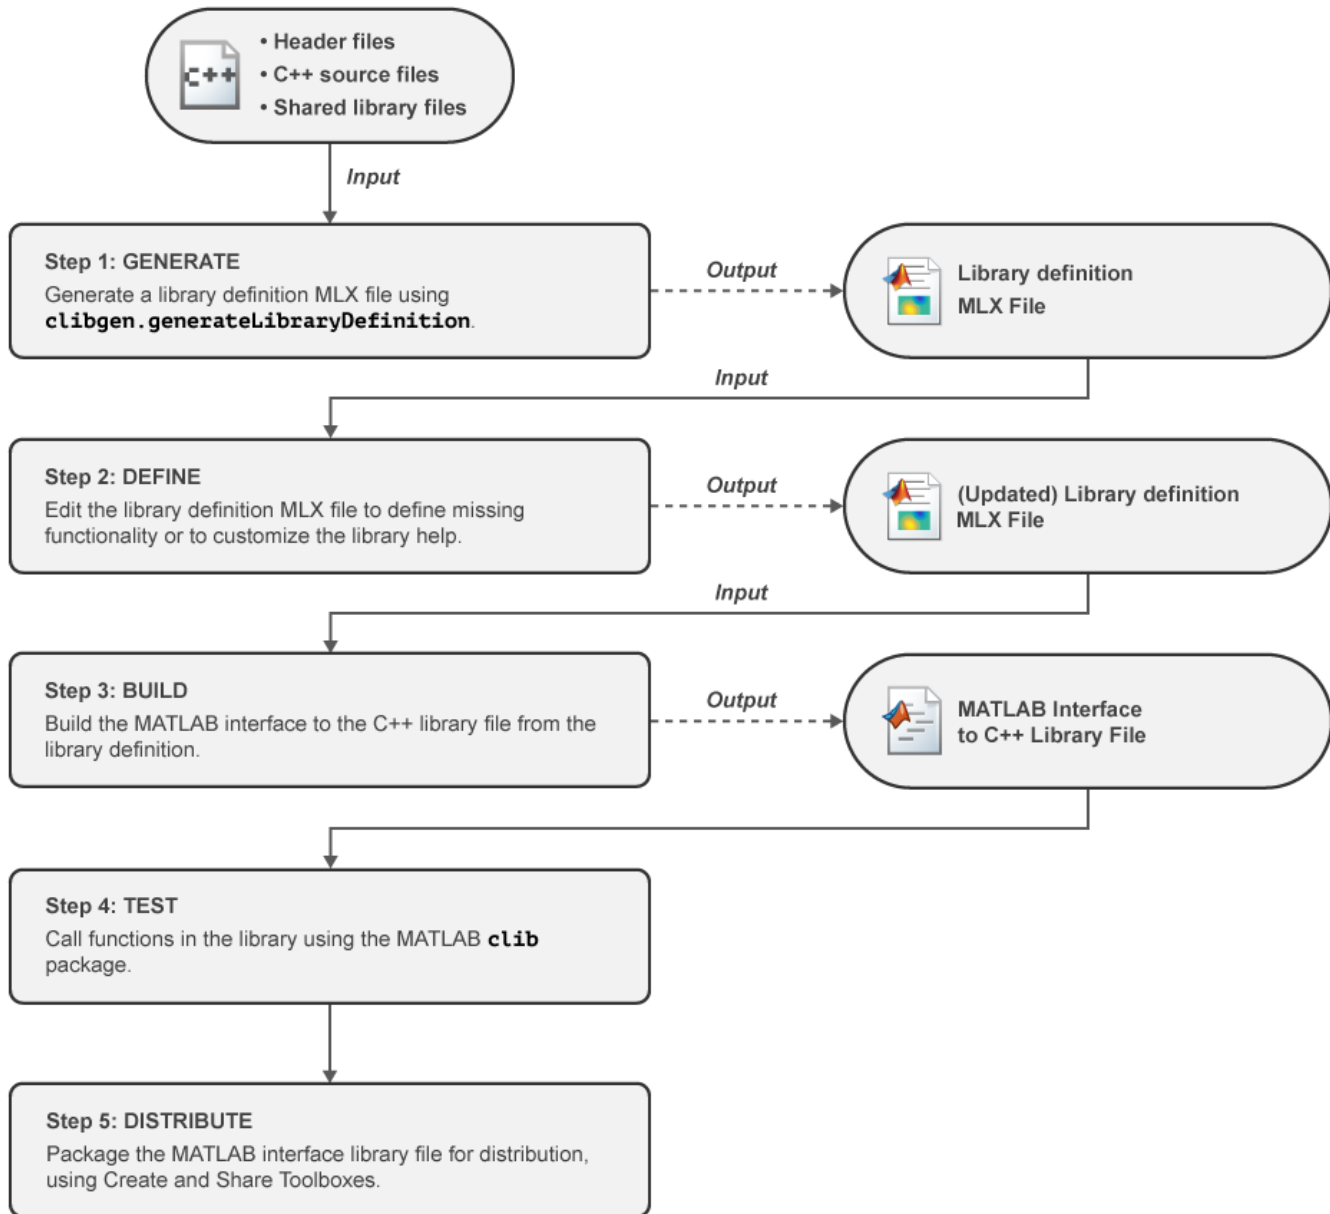 C++
• Header files
• C++ source files
• Shared library files
Input
Step 1: GENERATE
Generate a library definition MLX file using
clibgen.generateLibraryDefinition.
Output
Library definition
MLX File
Input
Step 2: DEFINE
Edit the library definition MLX file to define missing
functionality or to customize the library help.
Output
(Updated) Library definition
MLX File
Input
Step 3: BUILD
Build the MATLAB interface to the C++ library file from the
library definition.
Output
MATLAB Interface
to C++ Library File
Step 4: TEST
Call functions in the library using the MATLAB clib
package.
Step 5: DISTRIBUTE
Package the MATLAB interface library file for distribution,
using Create and Share Toolboxes.